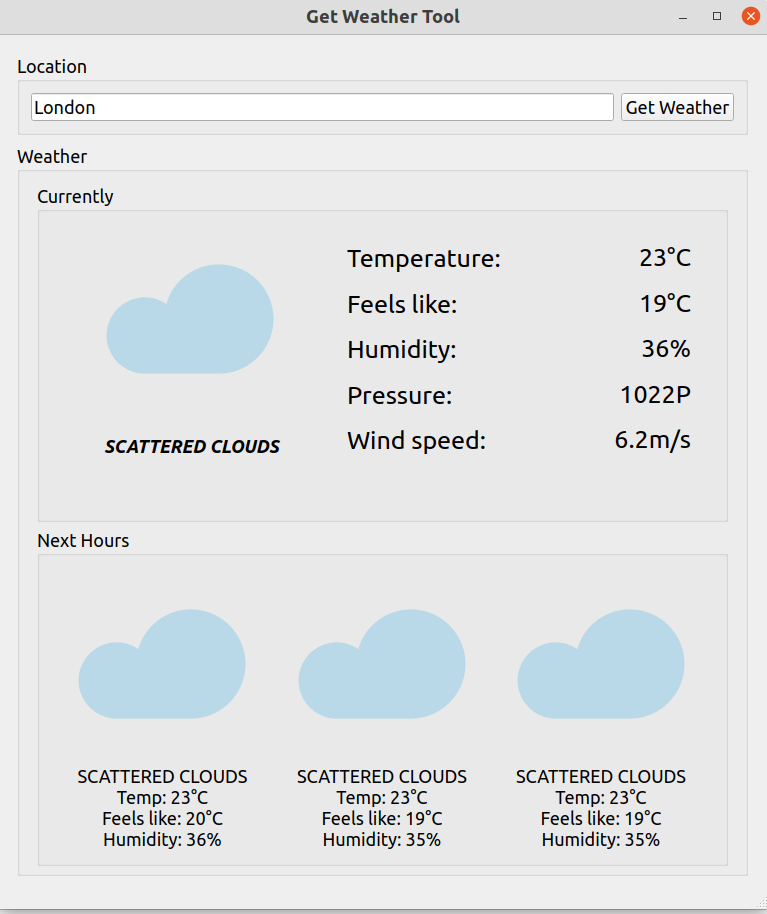 Get Weather Tool
Location
London Get Weather
Weather
Currently
Temperature: 23°C
Feels like: 19°C
Humidity: 36%
Pressure: 1022P
Wind speed: 6.2m/s
SCATTERED CLOUDS
Next Hours
SCATTERED CLOUDS
Temp: 23°C
Feels like: 20°C
Humidity: 36%
SCATTERED CLOUDS
Temp: 23°C
Feels like: 19°C
Humidity: 35%
SCATTERED CLOUDS
Temp: 23°C
Feels like: 19°C
Humidity: 35%